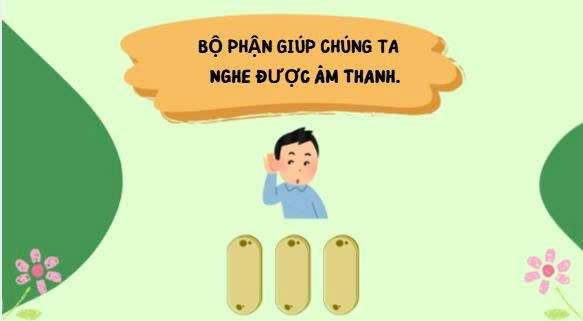 BỘ PHẬN GIÚP CHÚNG TA
NGHE ĐƯỢC ÂM THANH.